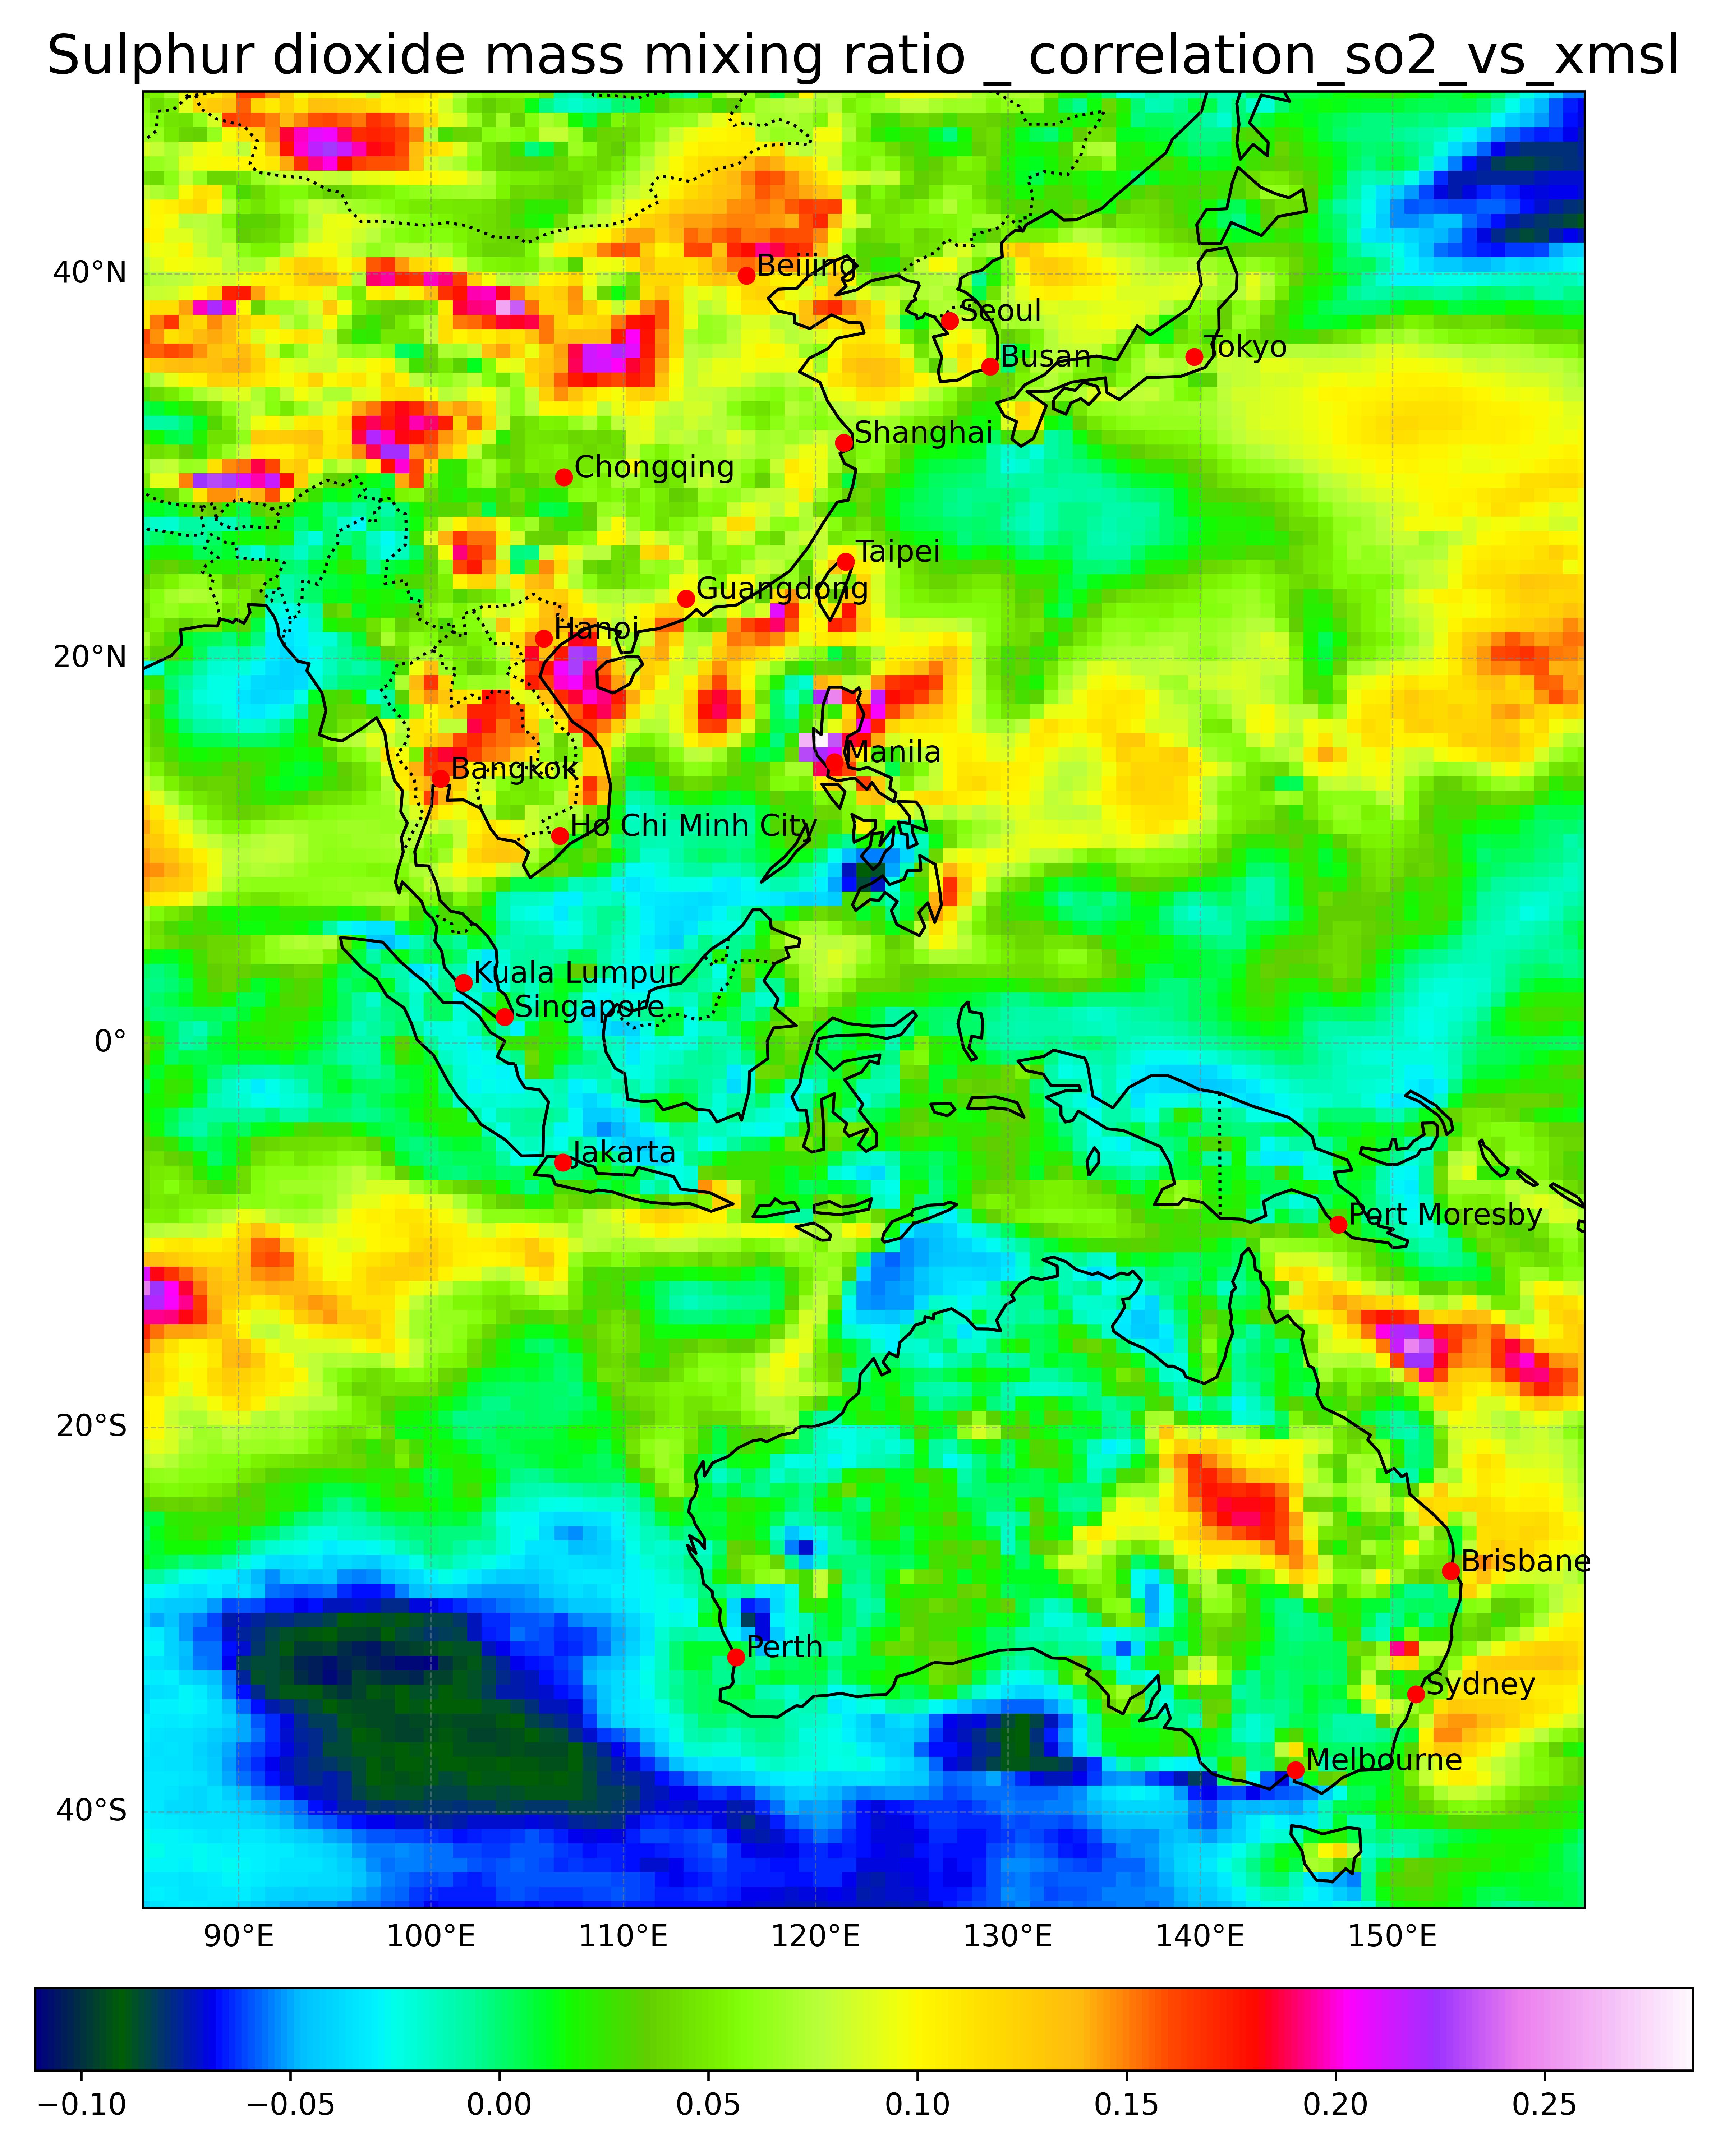 Sulphur dioxide mass mixing ratio _ correlation_so2_vs_xmsl
40°N
Beijing
Seoul
Busan
Tokyo
Shanghai
Chongqing
Taipei
Guangdong
Hanoi
20°N
Manila
Bangkok
Ho Chi Minh City
Kuala Lumpur
Singapore
0°
Jakarta
Port Moresby
20°S
Brisbane
Perth
Sydney
Melbourne
40°S
90°E 100°E 110°E 120°E 130°E 140°E 150°E
−0.10 −0.05 0.00 0.05 0.10 0.15 0.20 0.25